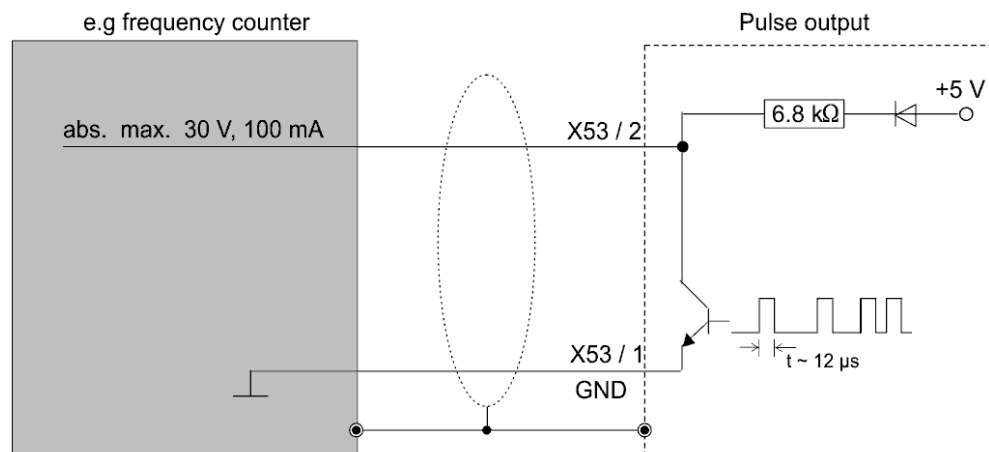 e.g frequency counter
Pulse output
+5 V
6.8 kΩ
abs. max. 30 V, 100 mA
X53 / 2
X53 / 1
GND
t ~ 12 µs